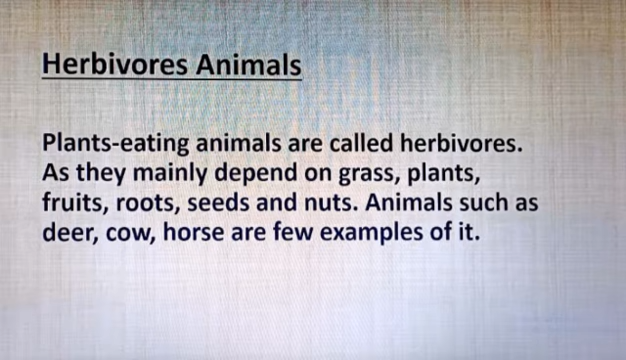 Herbivores Animals
Plants-eating animals are called herbivores.
As they mainly depend on grass, plants,
fruits, roots, seeds and nuts. Animals such as
deer, cow, horse are few examples of it.